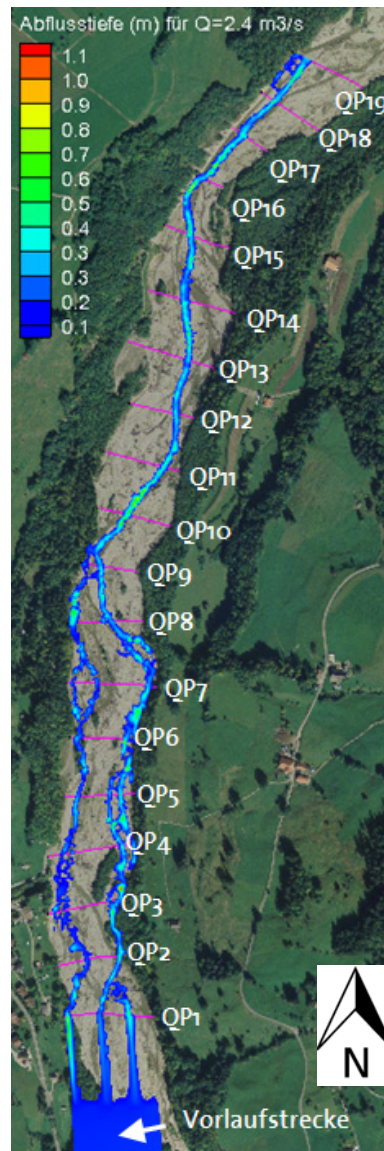 Abflusstiefe (m) für Q=2.4 m3/s
1.1
1.0
0.9
0.8
0.7
0.6
0.5
0.4
0.3
0.3
0.2
0.1
QP19
QP18
QP17
QP16
QP15
QP14
QP13
QP12
QP11
QP10
QP9
QP8
QP7
QP6
QP5
QP4
QP3
QP2
QP1
N
Vorlaufstrecke